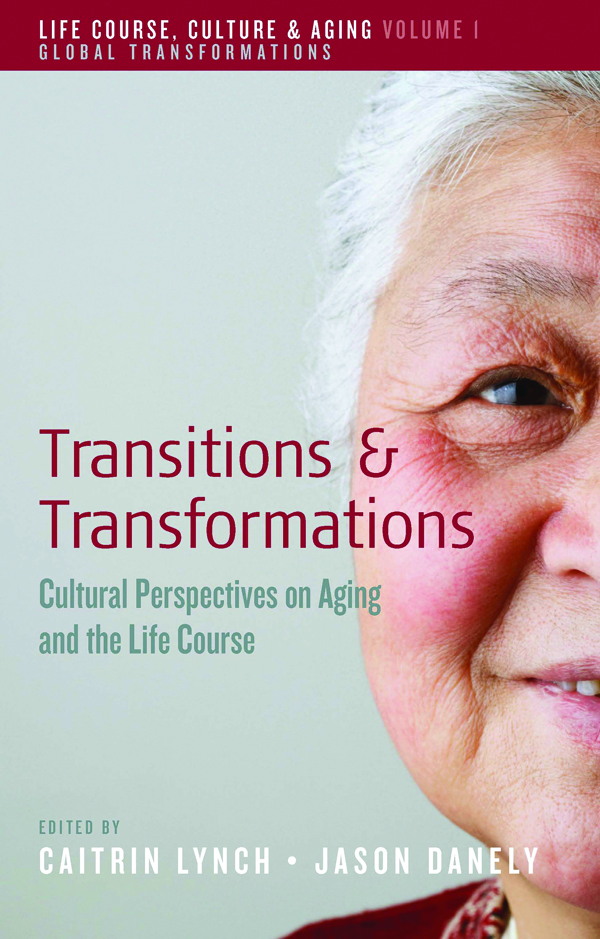 LIFE COURSE, CULTURE & AGING VOLUME 1
GLOBAL TRANSFORMATIONS
Transitions &
Transformations
Cultural Perspectives on Aging
and the Life Course
EDITED BY
CAITRIN LYNCH • JASON DANELY